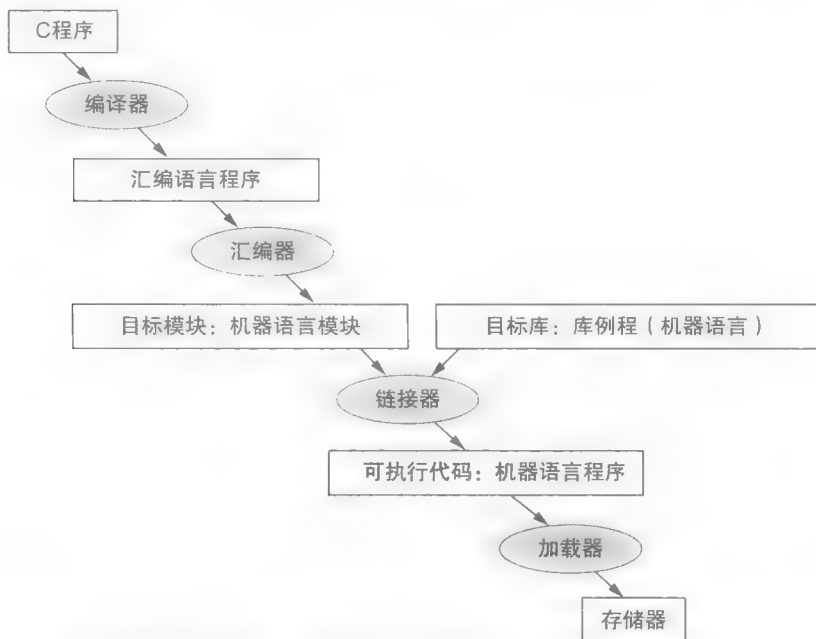 C程序
编译器
汇编语言程序
汇编器
目标模块：机器语言模块
目标库：库例程（机器语言）
链接器
可执行代码：机器语言程序
加载器
存储器